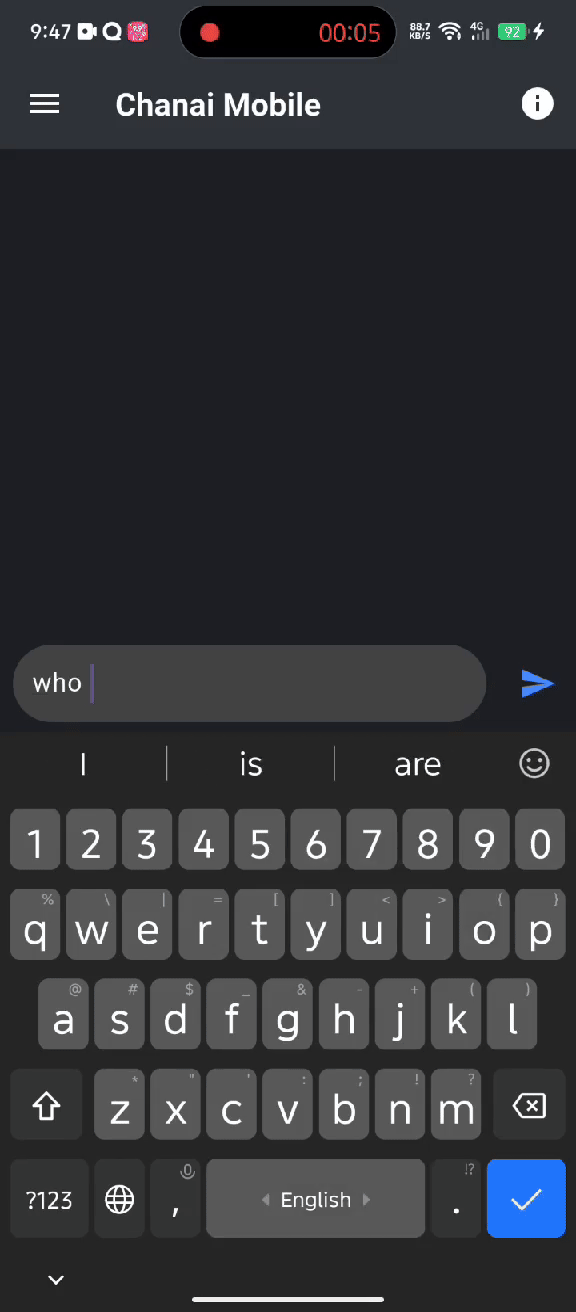 9:47 00:05 88.7 KB/S 4G 92
Chanai Mobile
who
I is are
1 2 3 4 5 6 7 8 9 0
% \ | = [ ] < > { }
q w e r t y u i o p
@ # $ _ & - + ( )
a s d f g h j k l
* " ' : ; ! ?
z x c v b n m
!?
?123 , English .